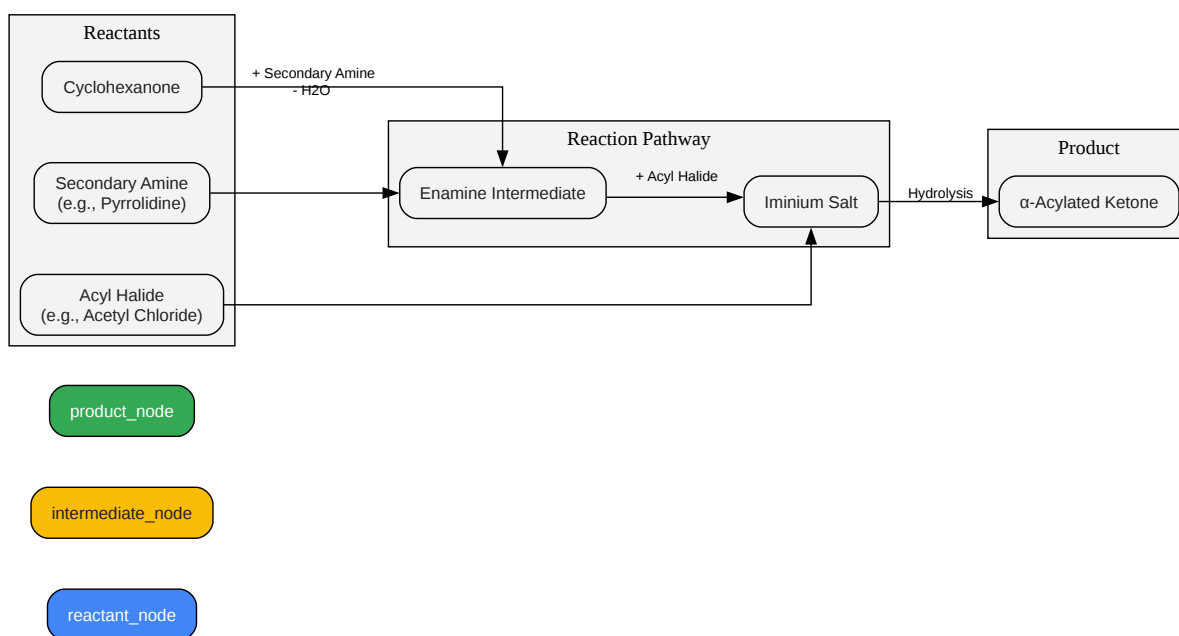 Reactants
Cyclohexanone
Secondary Amine
(e.g., Pyrrolidine)
Acyl Halide
(e.g., Acetyl Chloride)
+ Secondary Amine
- H2O
Reaction Pathway
Enamine Intermediate
+ Acyl Halide
Iminium Salt
Hydrolysis
Product
α-Acylated Ketone
product_node
intermediate_node
reactant_node